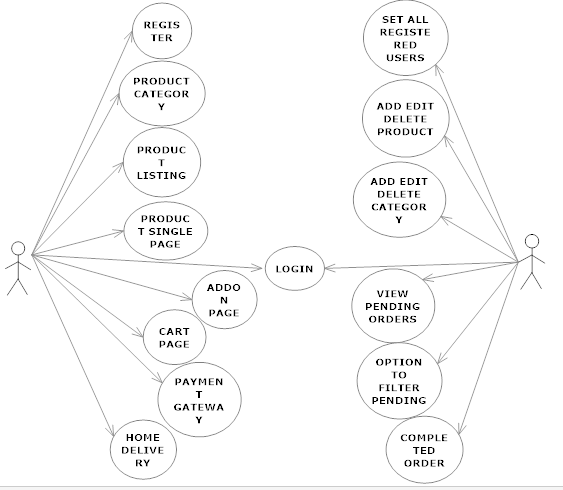 REGIS
TER
PRODUCT
CATEGOR
Y
PRODUC
T
LISTING
PRODUC
T SINGLE
PAGE
LOGIN
ADDO
N
PAGE
CART
PAGE
PAYMEN
T
GATEWA
Y
HOME
DELIVE
RY
SET ALL
REGISTE
RED
USERS
ADD EDIT
DELETE
PRODUCT
ADD EDIT
DELETE
CATEGOR
Y
VIEW
PENDING
ORDERS
OPTION
TO
FILTER
PENDING
COMPLE
TED
ORDER